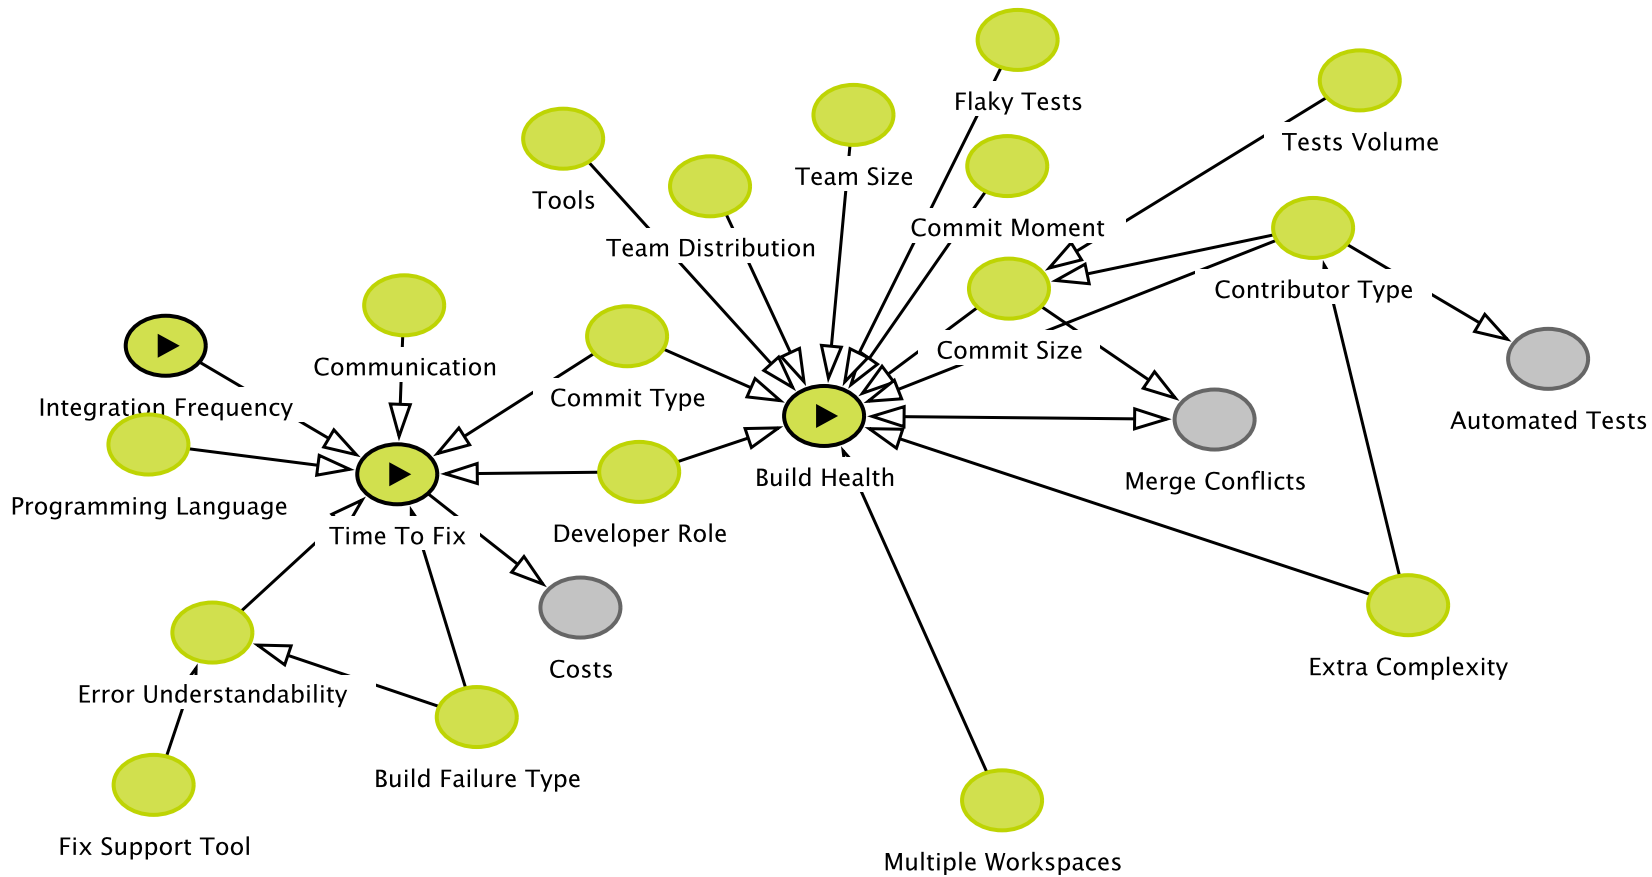 Flaky Tests
Tests Volume
Team Size
Tools
Commit Moment
Team Distribution
Contributor Type
Commit Size
Communication
Commit Type
Integration Frequency
Automated Tests
Build Health
Merge Conflicts
Programming Language
Time To Fix
Developer Role
Costs
Extra Complexity
Error Understandability
Build Failure Type
Fix Support Tool
Multiple Workspaces